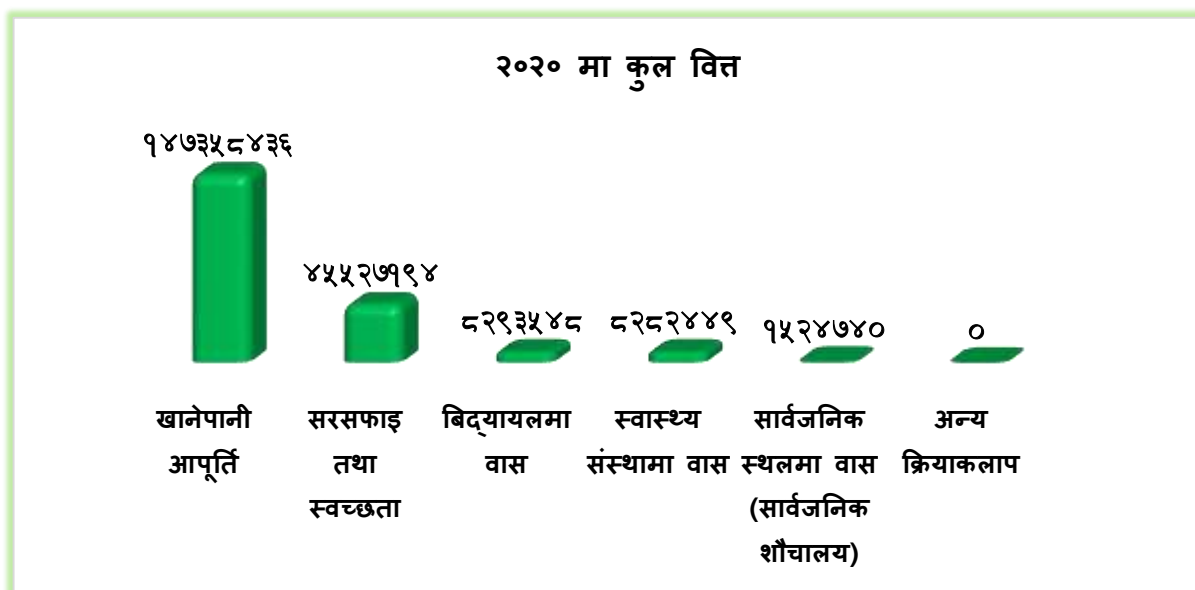 २०२० मा कुल वित्त
१४७३५८४३६
४५५२७१९४
८२९३५४८
८२८२४४९
१५२४७४०
०
खानेपानी
आपूर्ति
सरसफाइ
तथा
स्वच्छता
बिद्यायलमा
वास
स्वास्थ्य
संस्थामा वास
सार्वजनिक
स्थलमा वास
(सार्वजनिक
शौचालय)
अन्य
क्रियाकलाप